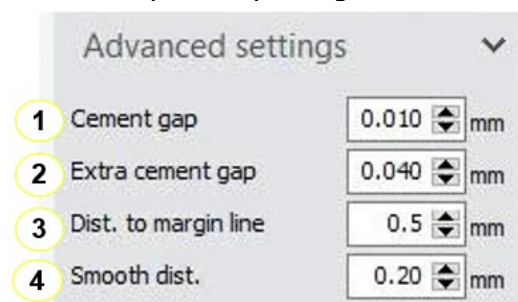 Advanced settings
1 Cement gap 0.010 mm
2 Extra cement gap 0.040 mm
3 Dist. to margin line 0.5 mm
4 Smooth dist. 0.20 mm